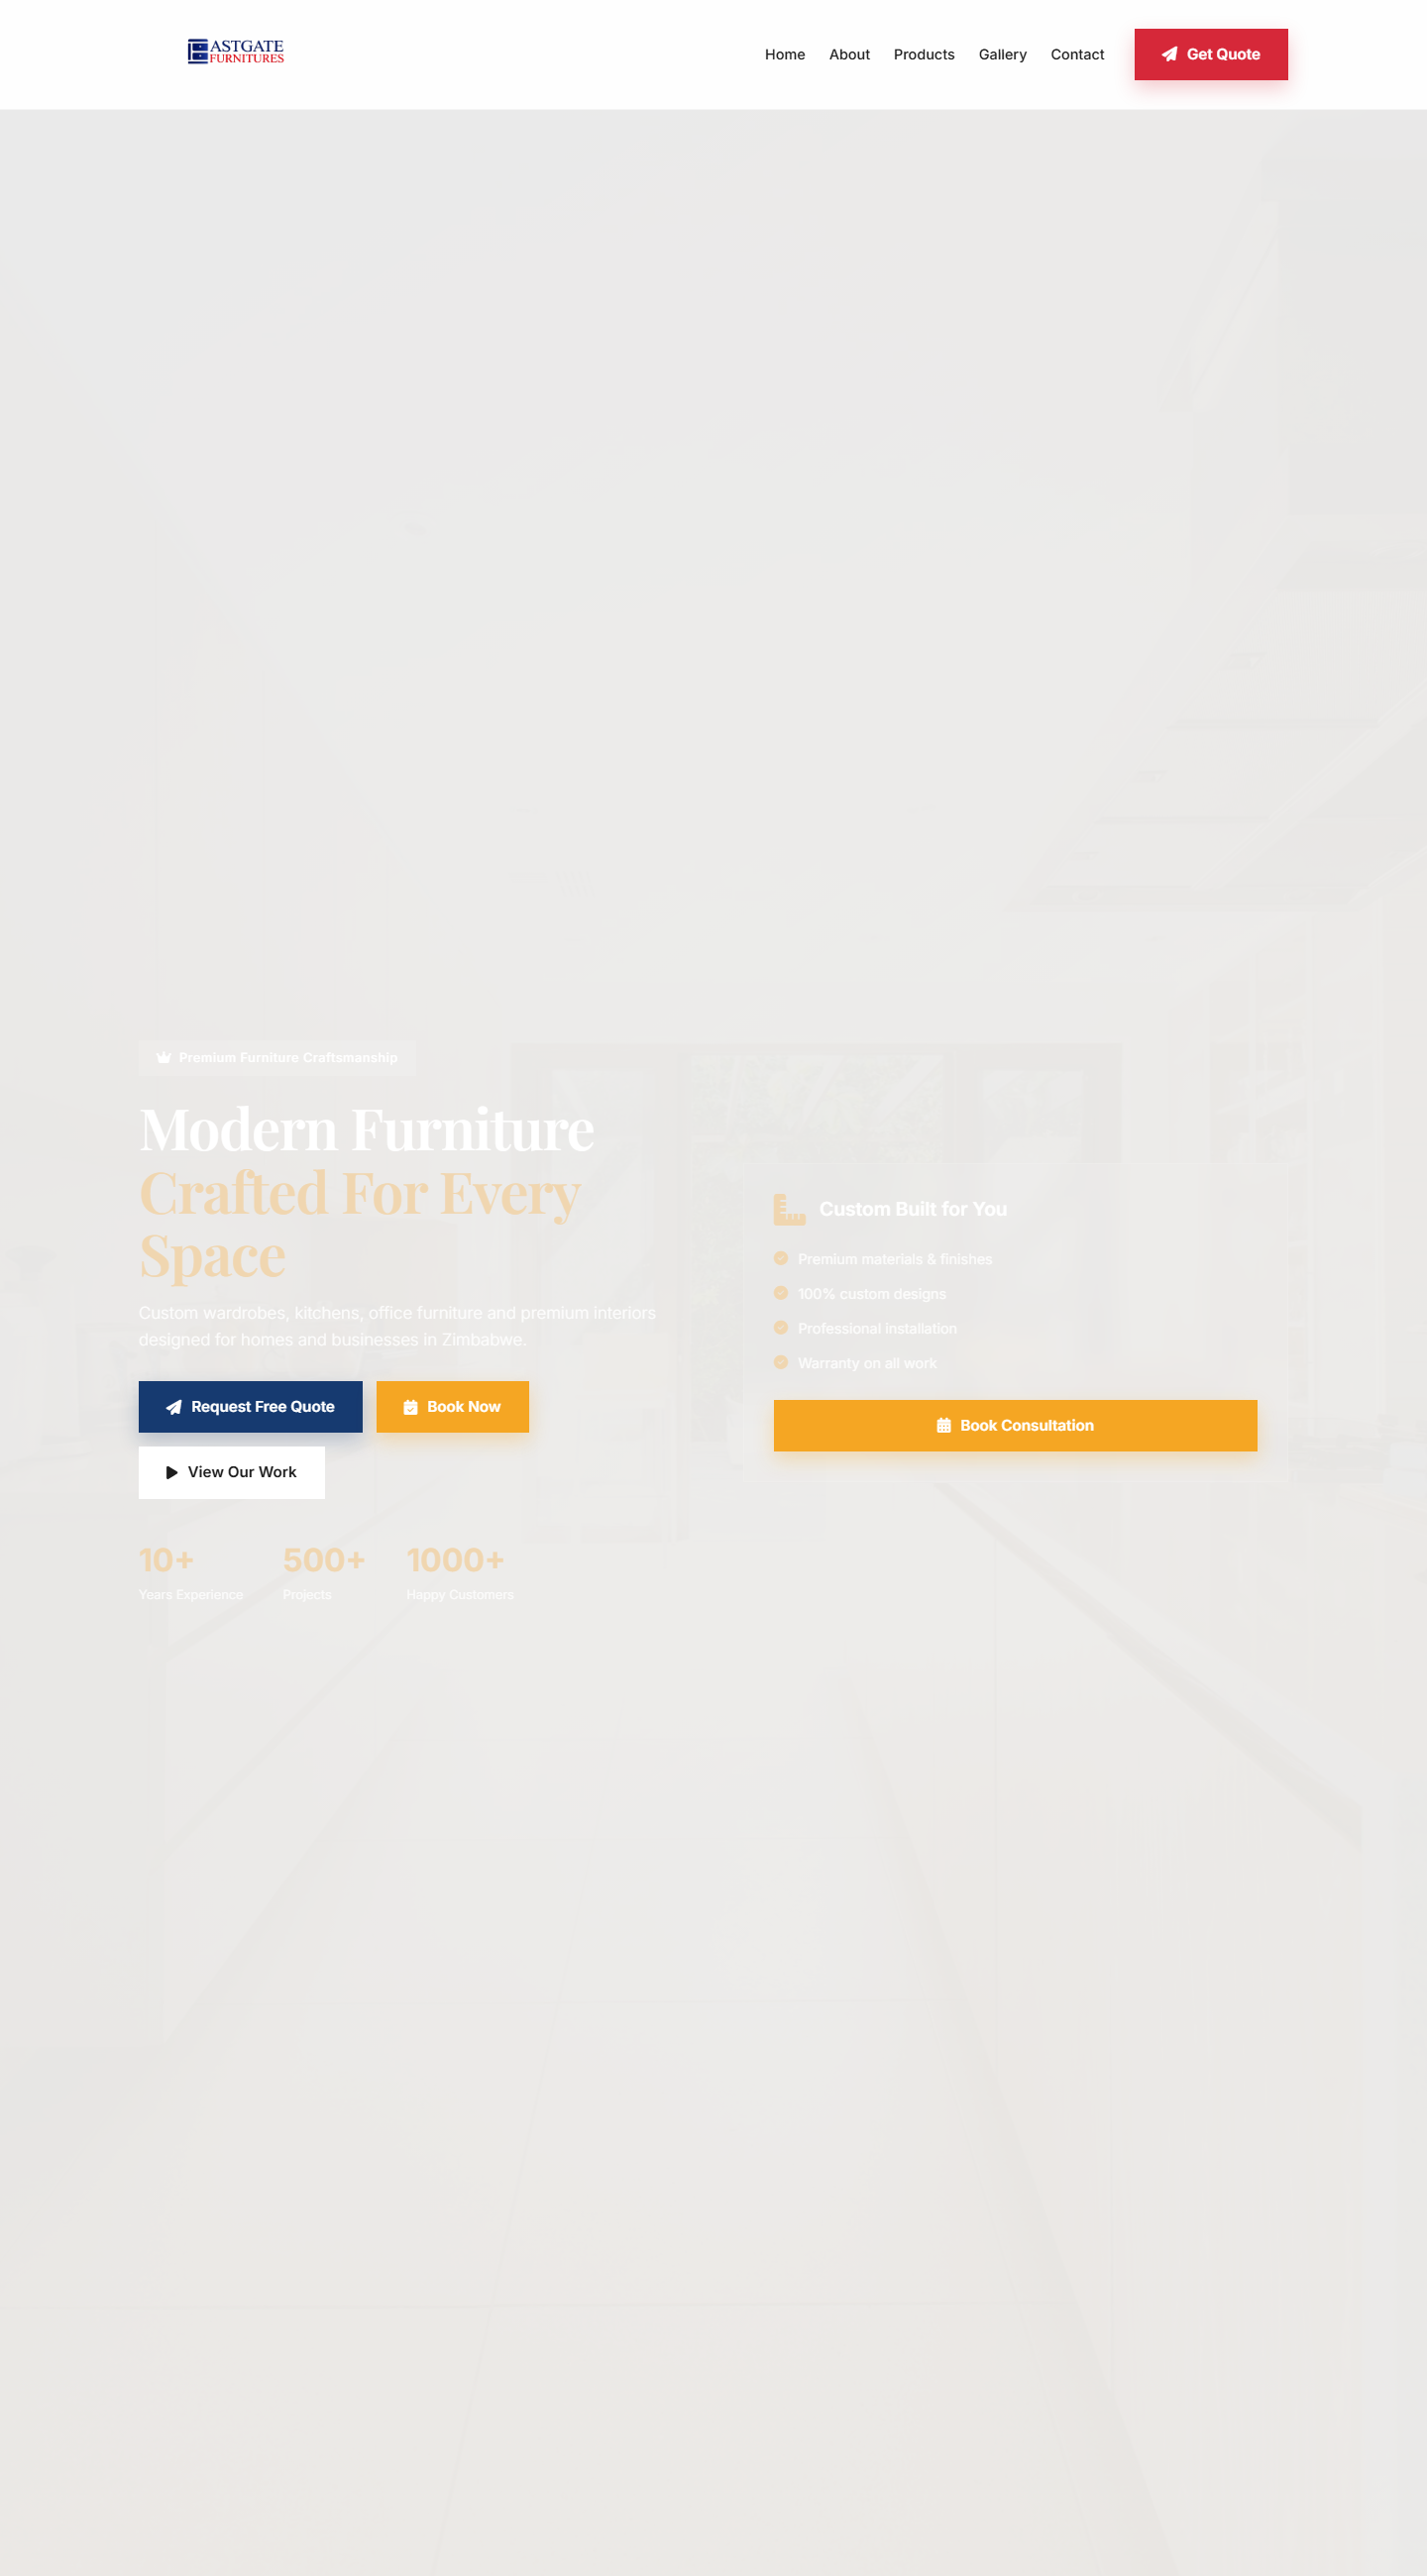 EASTGATE
FURNITURES
Home
About
Products
Gallery
Contact
Get Quote
Premium Furniture Craftsmanship
Modern Furniture
Crafted For Every
Space
Custom wardrobes, kitchens, office furniture and premium interiors
designed for homes and businesses in Zimbabwe.
Request Free Quote
Book Now
View Our Work
10+
500+
1000+
Years Experience
Projects
Happy Customers
Custom Built for You
Premium materials & finishes
100% custom designs
Professional installation
Warranty on all work
Book Consultation